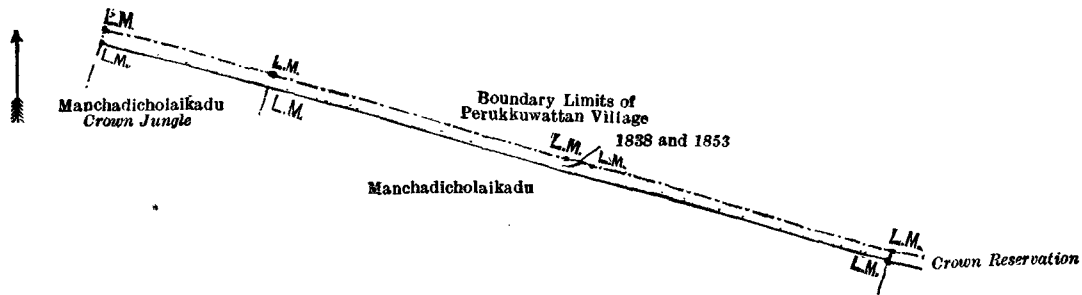 L.M.
L.M.
L.M.
L.M.
Manchadicholaikadu
Crown Jungle
Boundary Limits of
Perukkuwattan Village
1838 and 1853
L.M.
L.M.
Manchadicholaikadu
L.M.
L.M.
Crown Reservation